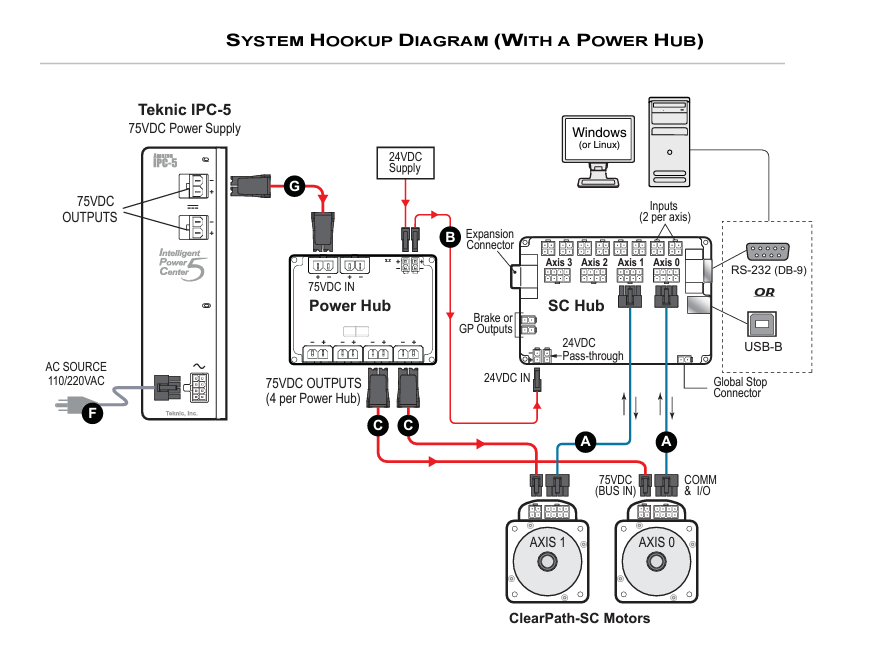 SYSTEM HOOKUP DIAGRAM (WITH A POWER HUB)
Teknic IPC-5
75VDC Power Supply
Amazing
IPC-5
75VDC
OUTPUTS
Intelligent
Power
Center 5
AC SOURCE
110/220VAC
F
Teknic, Inc.
G
24VDC
Supply
B
75VDC IN
Power Hub
75VDC OUTPUTS
(4 per Power Hub)
C
C
Windows
(or Linux)
Inputs
(2 per axis)
Expansion
Connector
Axis 3
Axis 2
Axis 1
Axis 0
SC Hub
Brake or
GP Outputs
24VDC
Pass-through
24VDC IN
RS-232 (DB-9)
OR
USB-B
Global Stop
Connector
A
A
75VDC
(BUS IN)
COMM
& I/O
AXIS 1
AXIS 0
ClearPath-SC Motors